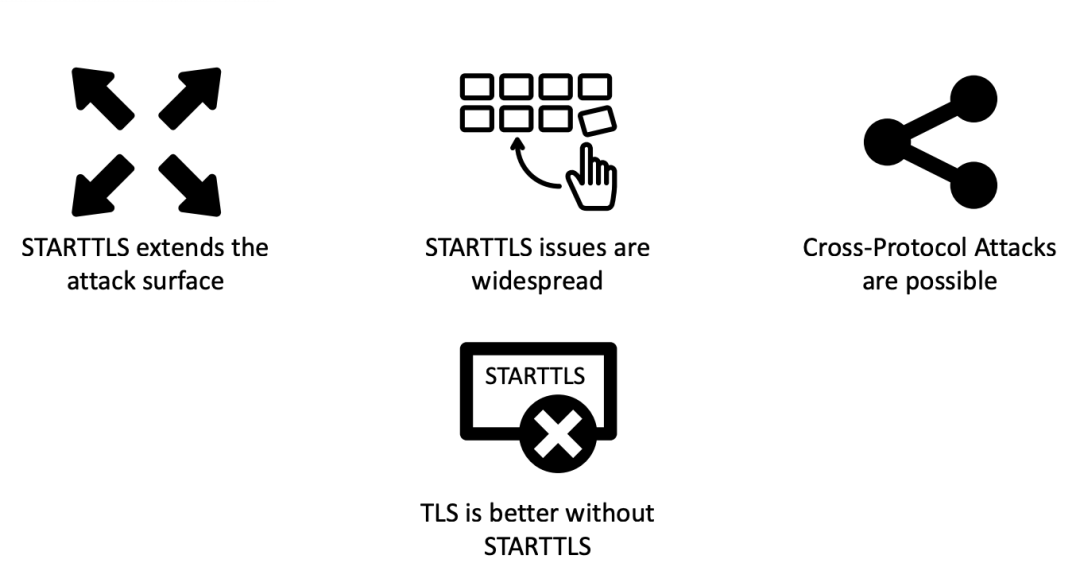 STARTTLS extends the
attack surface
STARTTLS issues are
widespread
Cross-Protocol Attacks
are possible
STARTTLS
TLS is better without
STARTTLS